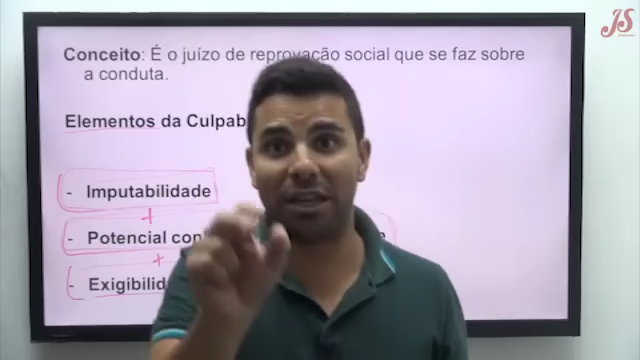 JS
Conceito: É o juízo de reprovação social que se faz sobre
a conduta.
Elementos da Culpab
- Imputabilidade
+
- Potencial con
+
- Exigibilid